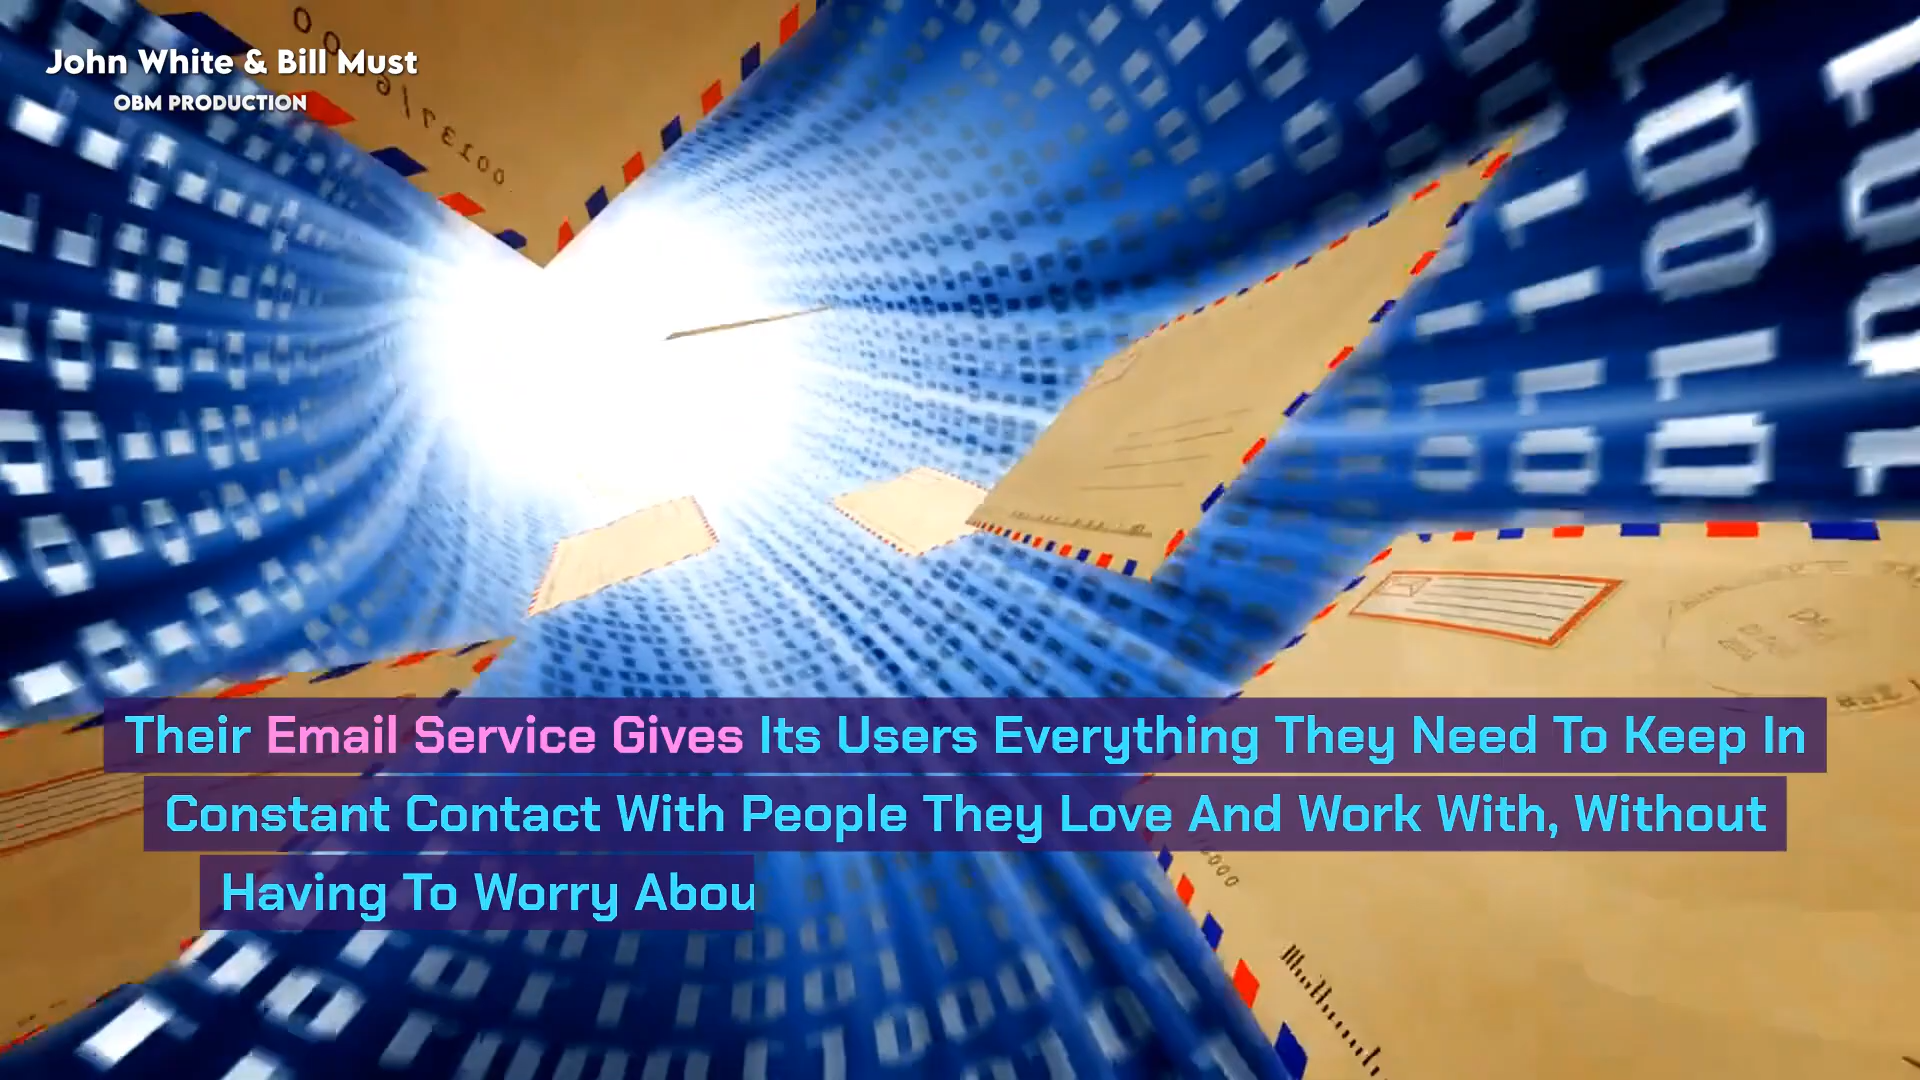 John White & Bill Must
OBM PRODUCTION
Their Email Service Gives Its Users Everything They Need To Keep In
Constant Contact With People They Love And Work With, Without
Having To Worry Abou